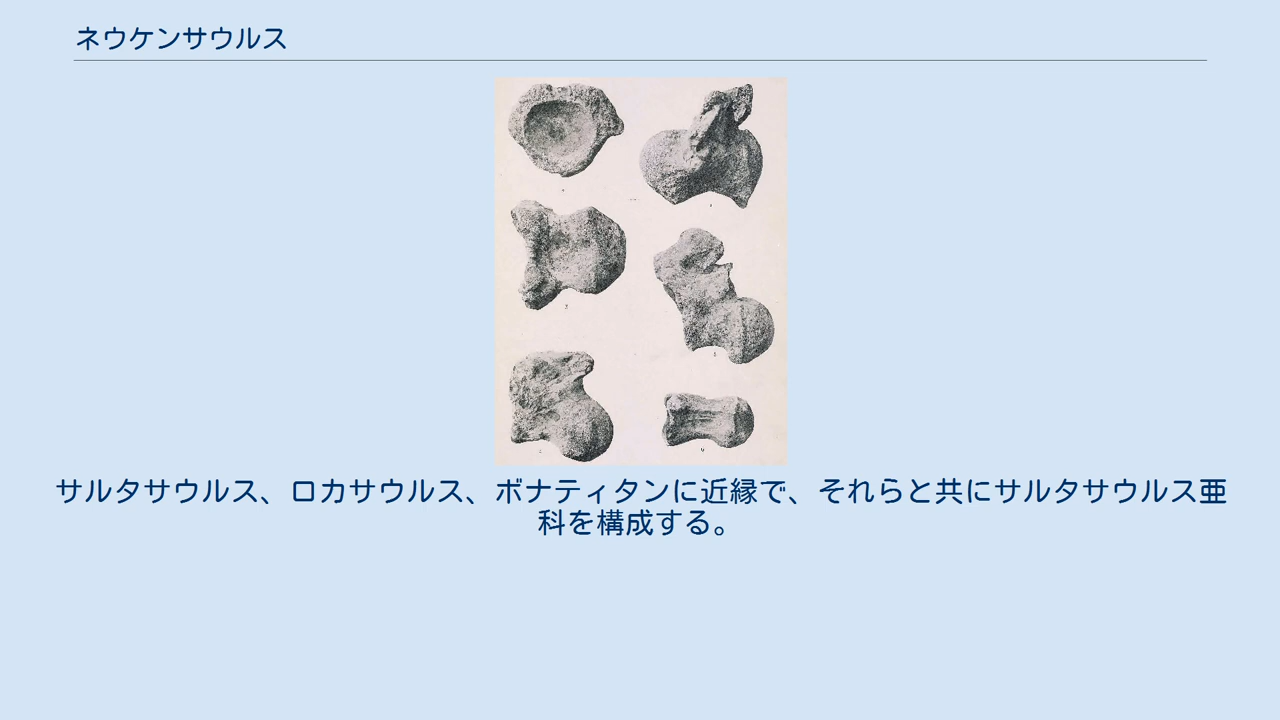 ネウケンサウルス
サルタサウルス、ロカサウルス、ボナティタンに近縁で、それらと共にサルタサウルス亜
科を構成する。